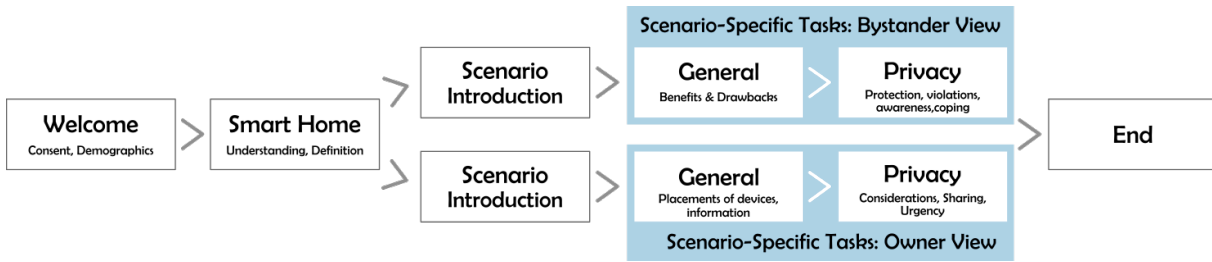 Welcome
Consent, Demographics
Smart Home
Understanding, Definition
Scenario
Introduction
Scenario-Specific Tasks: Bystander View
General
Benefits & Drawbacks
Privacy
Protection, violations,
awareness,coping
Scenario
Introduction
General
Placements of devices,
information
Privacy
Considerations, Sharing,
Urgency
Scenario-Specific Tasks: Owner View
End